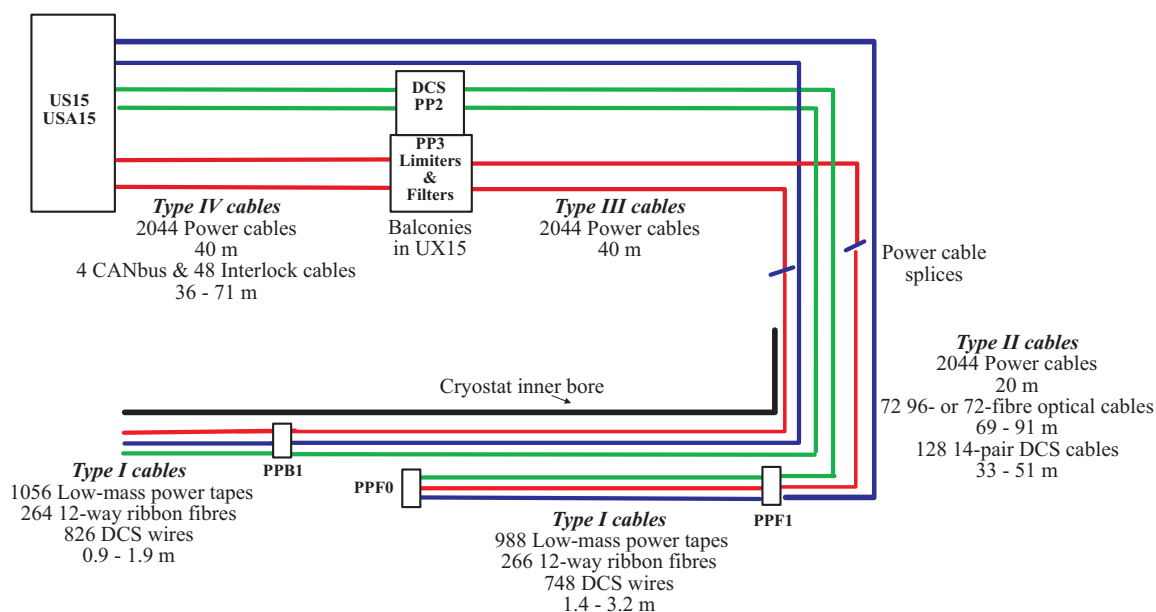 US15
USA15
DCS
PP2
PP3
Limiters
&
Filters
Balconies
in UX15
Type IV cables
2044 Power cables
40 m
4 CANbus & 48 Interlock cables
36 - 71 m
Type III cables
2044 Power cables
40 m
Power cable
splices
Type II cables
2044 Power cables
20 m
72 96- or 72-fibre optical cables
69 - 91 m
128 14-pair DCS cables
33 - 51 m
Cryostat inner bore
PPB1
Type I cables
1056 Low-mass power tapes
264 12-way ribbon fibres
826 DCS wires
0.9 - 1.9 m
PPF0
PPF1
Type I cables
988 Low-mass power tapes
266 12-way ribbon fibres
748 DCS wires
1.4 - 3.2 m